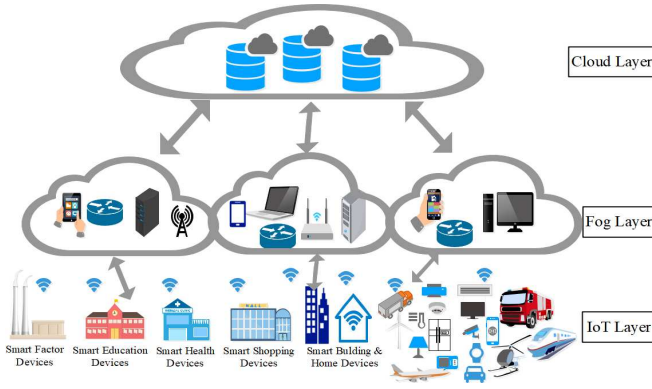 Cloud Layer
Fog Layer
IoT Layer
MALL
Smart Factor
Devices
Smart Education
Devices
Smart Health
Devices
Smart Shopping
Devices
Smart Bulding &
Home Devices